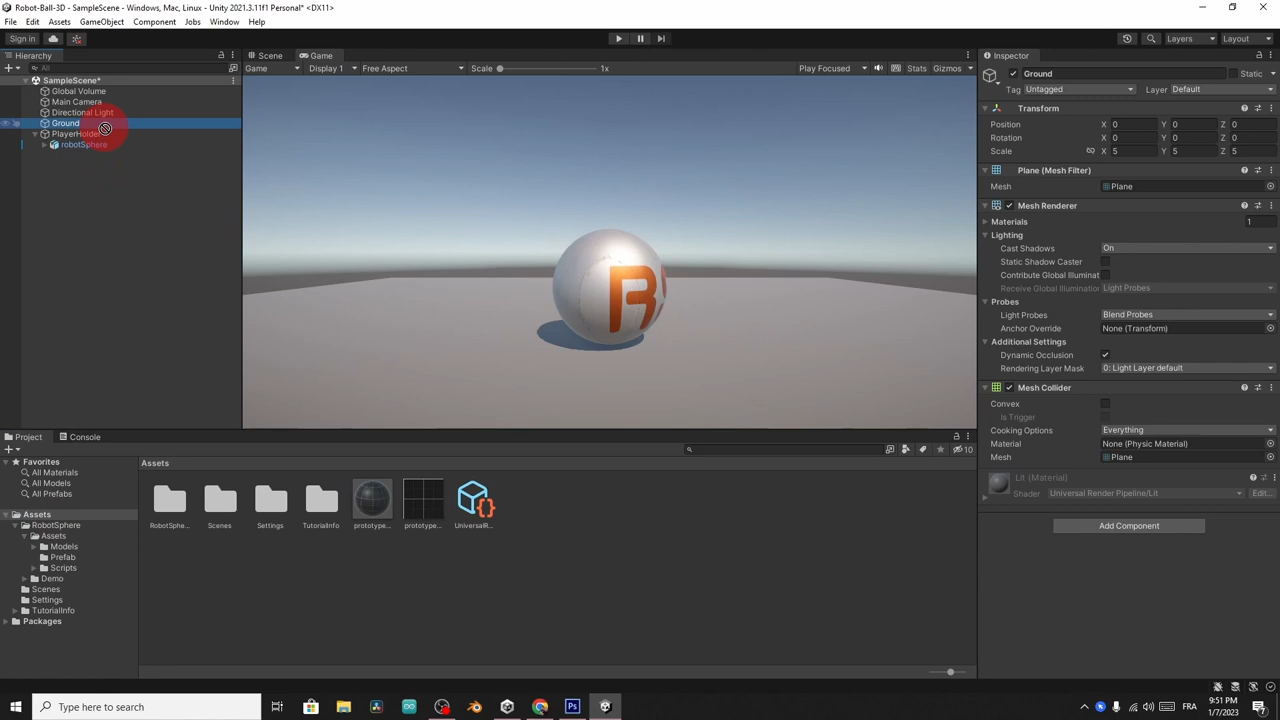 Robot-Ball-3D - SampleScene - Windows, Mac, Linux - Unity 2021.3.11f1 Personal* <DX11>
File Edit Assets GameObject Component Jobs Window Help
Sign in Layers Layout
Hierarchy Scene Game Inspector
All Game Display 1 Free Aspect Scale 1x Play Focused Stats Gizmos
SampleScene*
Global Volume
Main Camera
Directional Light
Ground
PlayerHolder
robotSphere
Ground Static
Tag Untagged Layer Default
Transform
Position X 0 Y 0 Z 0
Rotation X 0 Y 0 Z 0
Scale X 5 Y 5 Z 5
Plane (Mesh Filter)
Mesh Plane
Mesh Renderer
Materials 1
Lighting
Cast Shadows On
Static Shadow Caster
Contribute Global Illuminat
Receive Global Illumination Light Probes
Probes
Light Probes Blend Probes
Anchor Override None (Transform)
Additional Settings
Dynamic Occlusion
Rendering Layer Mask 0: Light Layer default
Mesh Collider
Convex
Is Trigger
Cooking Options Everything
Material None (Physic Material)
Mesh Plane
Lit (Material)
Shader Universal Render Pipeline/Lit Edit...
Add Component
Project Console
10
Favorites
All Materials
All Models
All Prefabs
Assets
RobotSphere
Assets
Models
Prefab
Scripts
Demo
Scenes
Settings
TutorialInfo
Packages
Assets
RobotSphe... Scenes Settings TutorialInfo prototype... prototype... UniversalR...
Type here to search
FRA
9:51 PM
1/7/2023